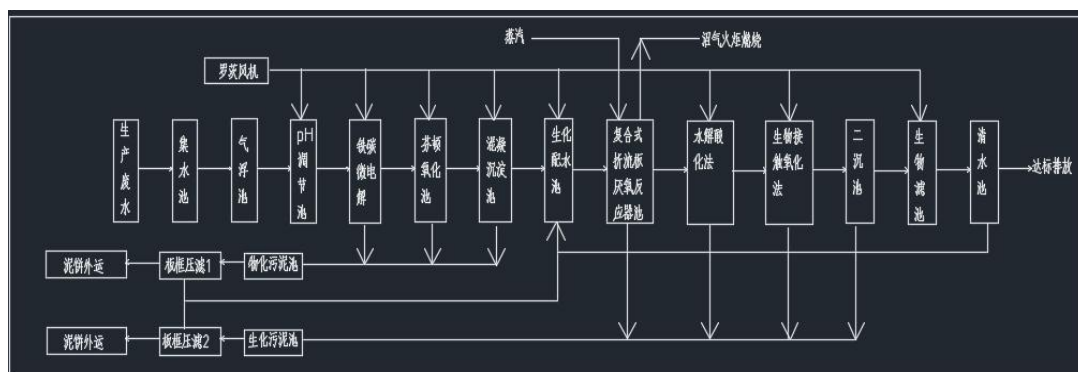 蒸汽
沼气火炬燃烧
罗茨风机
生产废水
集水池
气浮池
pH调节池
铁碳微电解
芬顿氧化池
混凝沉淀池
生化配水池
复合式折流板厌氧反应器池
水解酸化法
生物接触氧化法
二沉池
生物滤池
清水池
达标排放
泥饼外运
板框压滤1
物化污泥池
泥饼外运
板框压滤2
生化污泥池